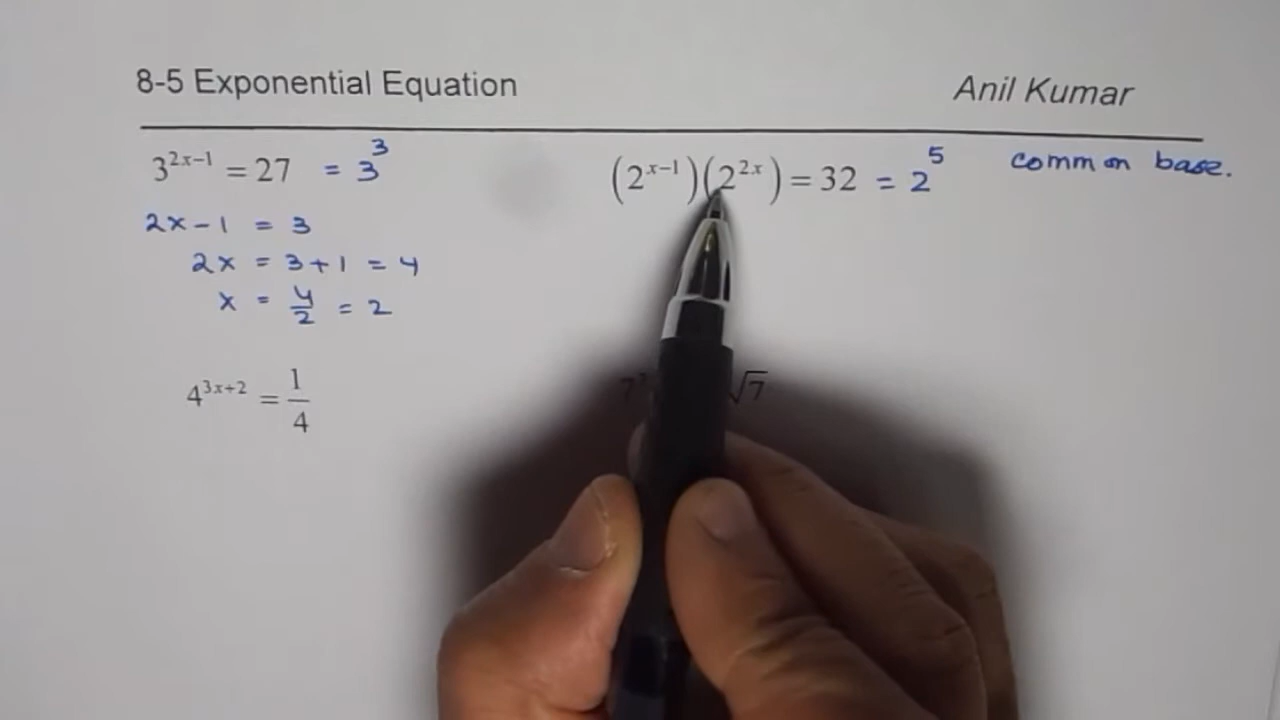 8-5 Exponential Equation
Anil Kumar
3^{2x-1} = 27 = 3^3
2x - 1 = 3
2x = 3 + 1 = 4
x = 4/2 = 2
(2^{x-1})(2^{2x}) = 32 = 2^5
common base.
4^{3x+2} = 1/4
√7